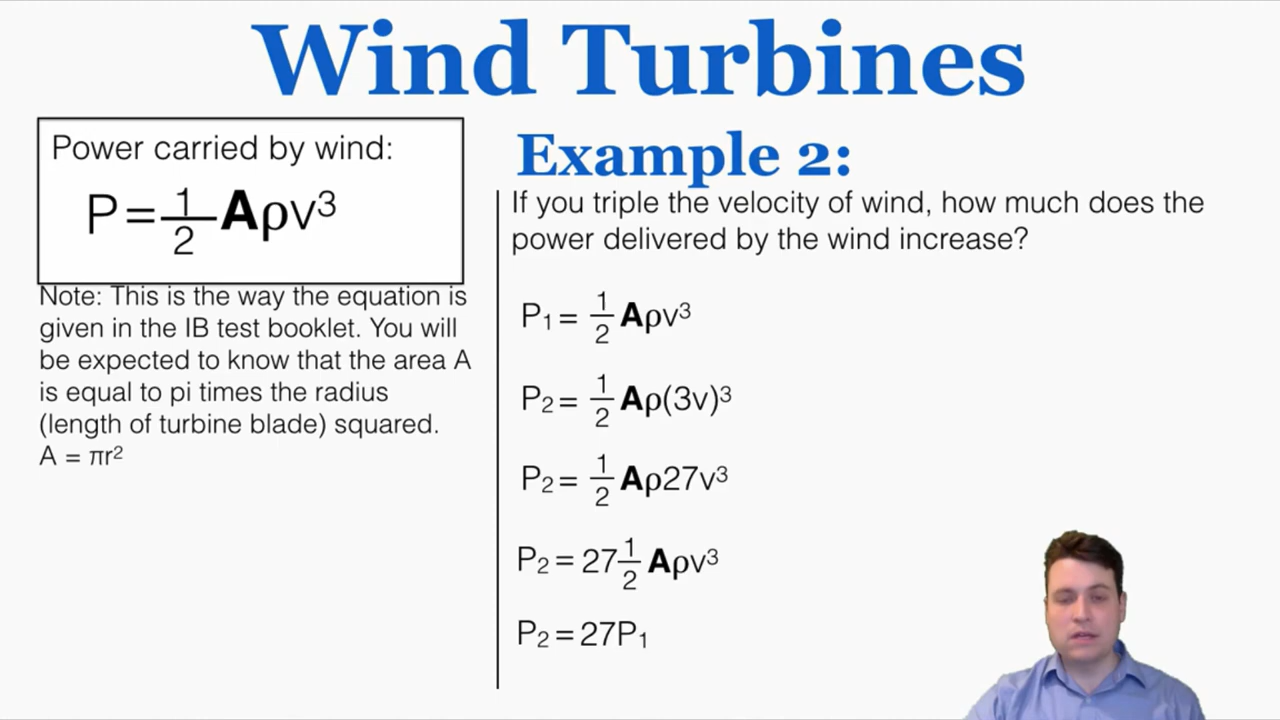 Wind Turbines
Power carried by wind:
P = 1/2 Aρv³
Note: This is the way the equation is
given in the IB test booklet. You will
be expected to know that the area A
is equal to pi times the radius
(length of turbine blade) squared.
A = πr²
Example 2:
If you triple the velocity of wind, how much does the
power delivered by the wind increase?
P₁ = 1/2 Aρv³
P₂ = 1/2 Aρ(3v)³
P₂ = 1/2 Aρ27v³
P₂ = 27 1/2 Aρv³
P₂ = 27P₁